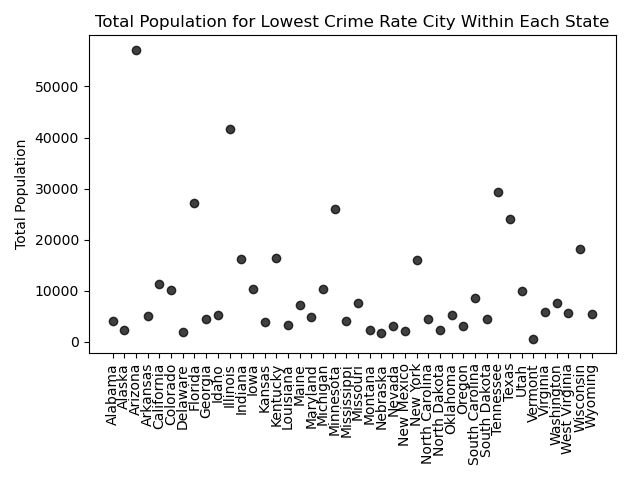 Total Population for Lowest Crime Rate City Within Each State
Total Population
50000
40000
30000
20000
10000
0
Alabama
Alaska
Arizona
Arkansas
California
Colorado
Delaware
Florida
Georgia
Idaho
Illinois
Indiana
Iowa
Kansas
Kentucky
Louisiana
Maine
Maryland
Michigan
Minnesota
Mississippi
Missouri
Montana
Nebraska
Nevada
New Mexico
New York
North Carolina
North Dakota
Oklahoma
Oregon
South Carolina
South Dakota
Tennessee
Texas
Utah
Vermont
Virginia
Washington
West Virginia
Wisconsin
Wyoming